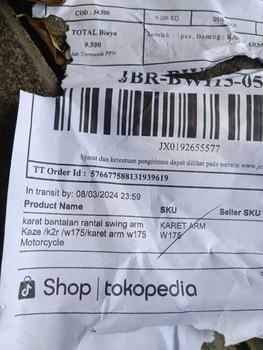 COD : 34.500
0.200 KG
TOTAL Biaya
9.500
Jumlah : 1pcs, Barang: KA
ARM
JBR-BW175-05
JX0192655577
Syarat dan ketentuan pengiriman dapat dilihat pada website www.je
TT Order Id : 576677588131939619
In transit by: 08/03/2024 23:59
Product Name SKU Seller SKU
karet bantalan rantai swing arm KARET ARM
Kaze /k2r /w175/karet arm w175 W175
Motorcycle
Shop | tokopedia